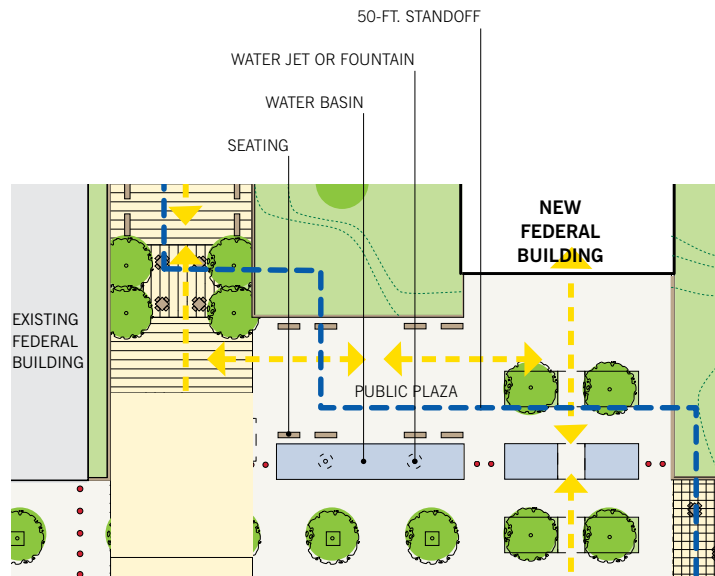 50-FT. STANDOFF
WATER JET OR FOUNTAIN
WATER BASIN
SEATING
NEW
FEDERAL
BUILDING
EXISTING
FEDERAL
BUILDING
PUBLIC PLAZA